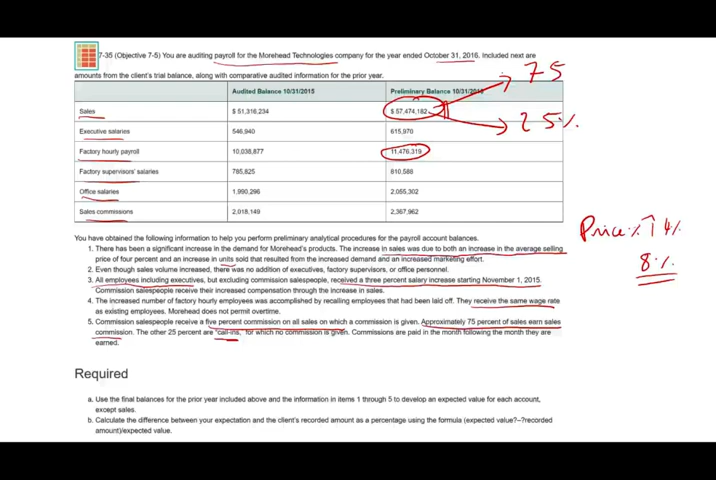 7-35 (Objective 7-5) You are auditing payroll for the Morehead Technologies company for the year ended October 31, 2016. Included next are
amounts from the client's trial balance, along with comparative audited information for the prior year.
75
Audited Balance 10/31/2015 Preliminary Balance 10/31/2016
Sales $ 51,316,234 $ 57,474,182
25%
Executive salaries 546,940 615,970
Factory hourly payroll 10,038,877 11,476,319
Factory supervisors' salaries 785,825 810,588
Office salaries 1,990,296 2,055,302
Sales commissions 2,018,149 2,367,962
You have obtained the following information to help you perform preliminary analytical procedures for the payroll account balances.
1. There has been a significant increase in the demand for Morehead's products. The increase in sales was due to both an increase in the average selling
price of four percent and an increase in units sold that resulted from the increased demand and an increased marketing effort.
Price% ↑ 4%
8%
2. Even though sales volume increased, there was no addition of executives, factory supervisors, or office personnel.
3. All employees including executives, but excluding commission salespeople, received a three percent salary increase starting November 1, 2015.
Commission salespeople receive their increased compensation through the increase in sales.
4. The increased number of factory hourly employees was accomplished by recalling employees that had been laid off. They receive the same wage rate
as existing employees. Morehead does not permit overtime.
5. Commission salespeople receive a five percent commission on all sales on which a commission is given. Approximately 75 percent of sales earn sales
commission. The other 25 percent are "call-ins," for which no commission is given. Commissions are paid in the month following the month they are
earned.
Required
a. Use the final balances for the prior year included above and the information in items 1 through 5 to develop an expected value for each account,
except sales.
b. Calculate the difference between your expectation and the client's recorded amount as a percentage using the formula (expected value?–?recorded
amount)/expected value.